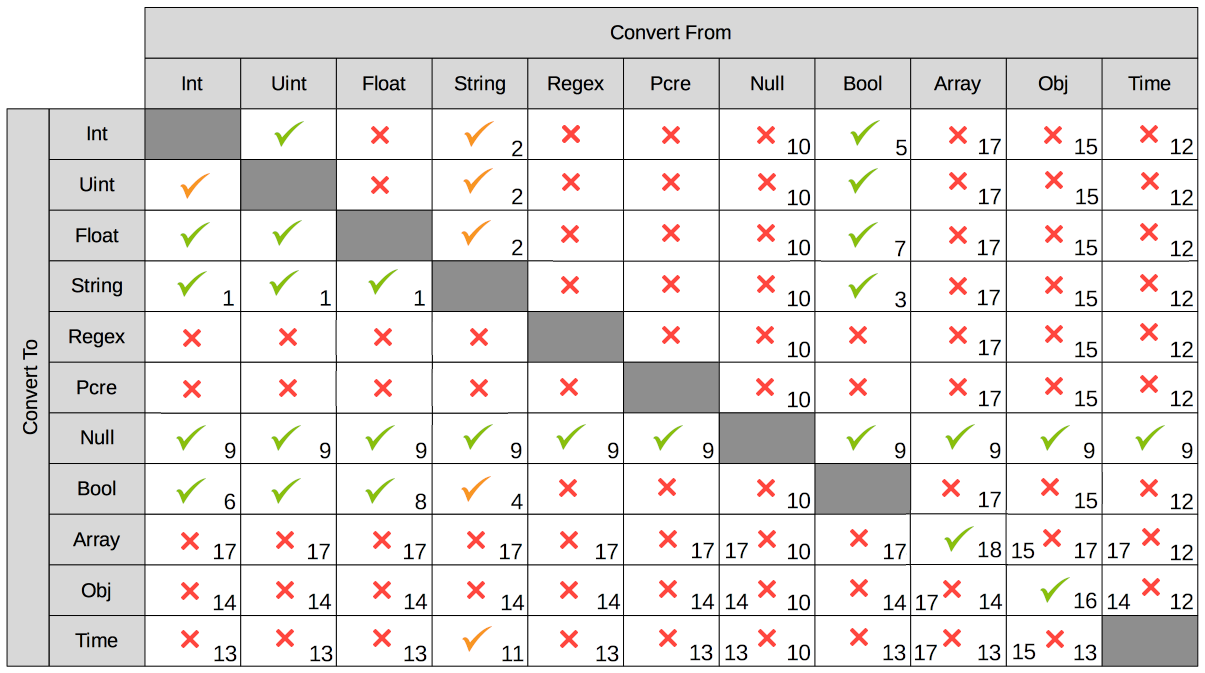 Convert From
Int Uint Float String Regex Pcre Null Bool Array Obj Time
Convert To
Int 2 10 5 17 15 12
Uint 2 10 17 15 12
Float 2 10 7 17 15 12
String 1 1 1 10 3 17 15 12
Regex 10 17 15 12
Pcre 10 17 15 12
Null 9 9 9 9 9 9 9 9 9 9
Bool 6 8 4 10 17 15 12
Array 17 17 17 17 17 17 17 10 17 18 15 17 17 12
Obj 14 14 14 14 14 14 14 10 14 17 14 16 14 12
Time 13 13 13 11 13 13 13 10 13 17 13 15 13